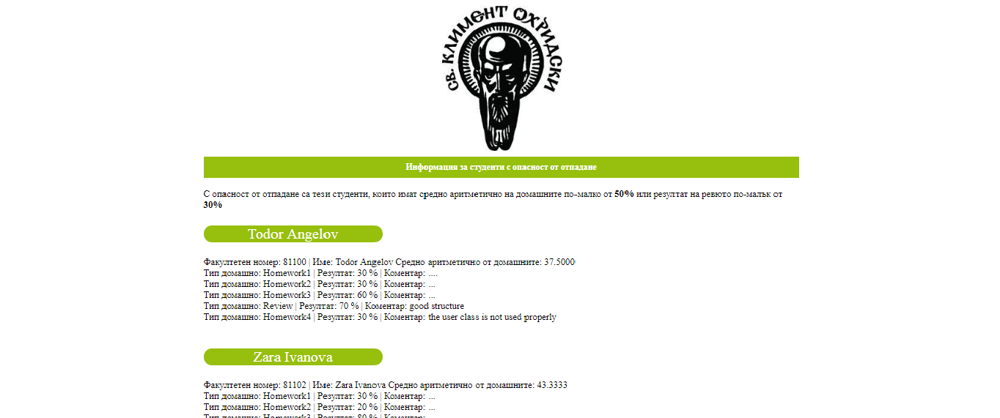 СВ. КЛИМЕНТ ОХРИДСКИ
Информация за студенти с опасност от отпадане
С опасност от отпадане са тези студенти, които имат средно аритметично на домашните по-малко от 50% или резултат на ревюто по-малък от
30%
Todor Angelov
Факултетен номер: 81100 | Име: Todor Angelov Средно аритметично от домашните: 37.5000
Тип домашно: Homework1 | Резултат: 30 % | Коментар: ....
Тип домашно: Homework2 | Резултат: 30 % | Коментар: ...
Тип домашно: Homework3 | Резултат: 60 % | Коментар: ...
Тип домашно: Review | Резултат: 70 % | Коментар: good structure
Тип домашно: Homework4 | Резултат: 30 % | Коментар: the user class is not used properly
Zara Ivanova
Факултетен номер: 81102 | Име: Zara Ivanova Средно аритметично от домашните: 43.3333
Тип домашно: Homework1 | Резултат: 30 % | Коментар: ...
Тип домашно: Homework2 | Резултат: 20 % | Коментар: ...
Тип домашно: Homework3 | Резултат: 80 % | Коментар: